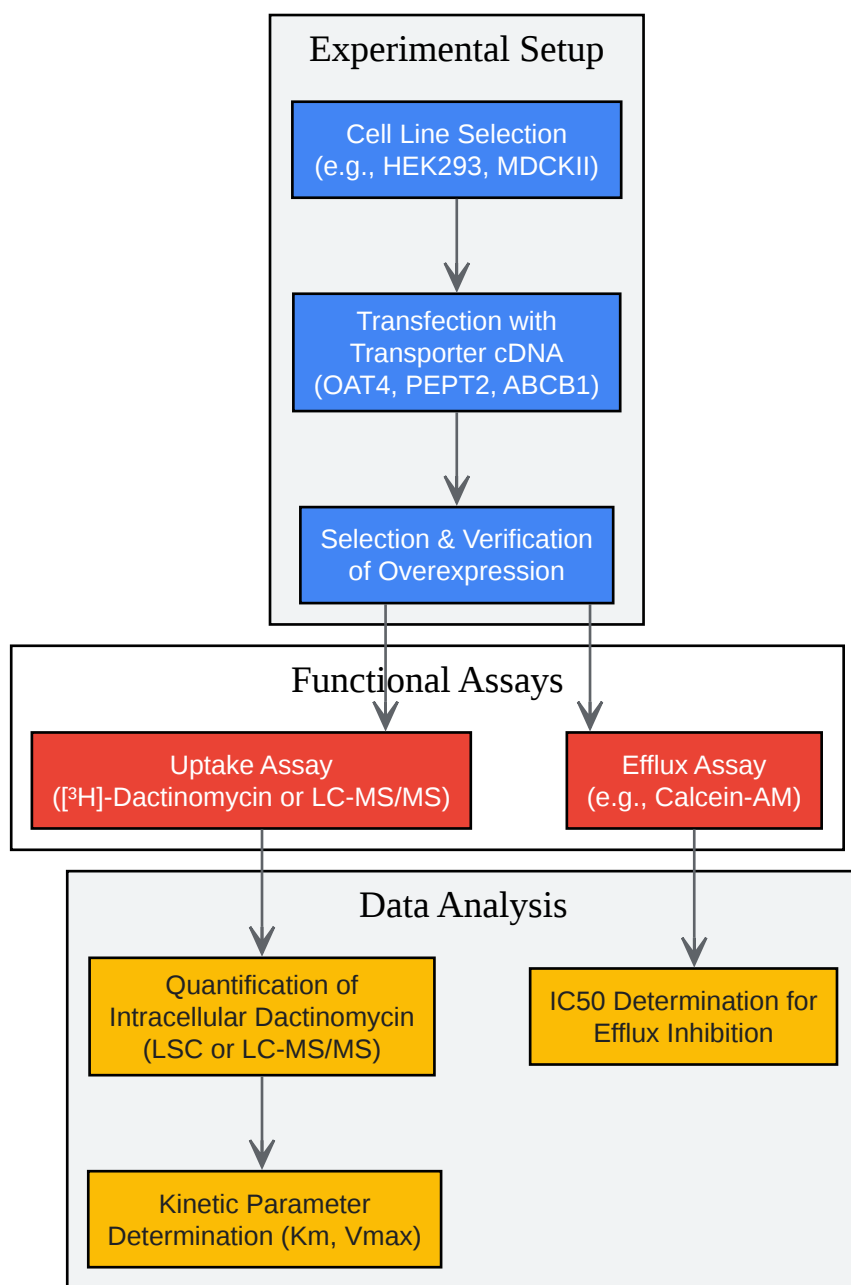 Experimental Setup
Cell Line Selection
(e.g., HEK293, MDCKII)
Transfection with
Transporter cDNA
(OAT4, PEPT2, ABCB1)
Selection & Verification
of Overexpression
Functional Assays
Uptake Assay
([³H]-Dactinomycin or LC-MS/MS)
Efflux Assay
(e.g., Calcein-AM)
Data Analysis
Quantification of
Intracellular Dactinomycin
(LSC or LC-MS/MS)
IC50 Determination for
Efflux Inhibition
Kinetic Parameter
Determination (Km, Vmax)